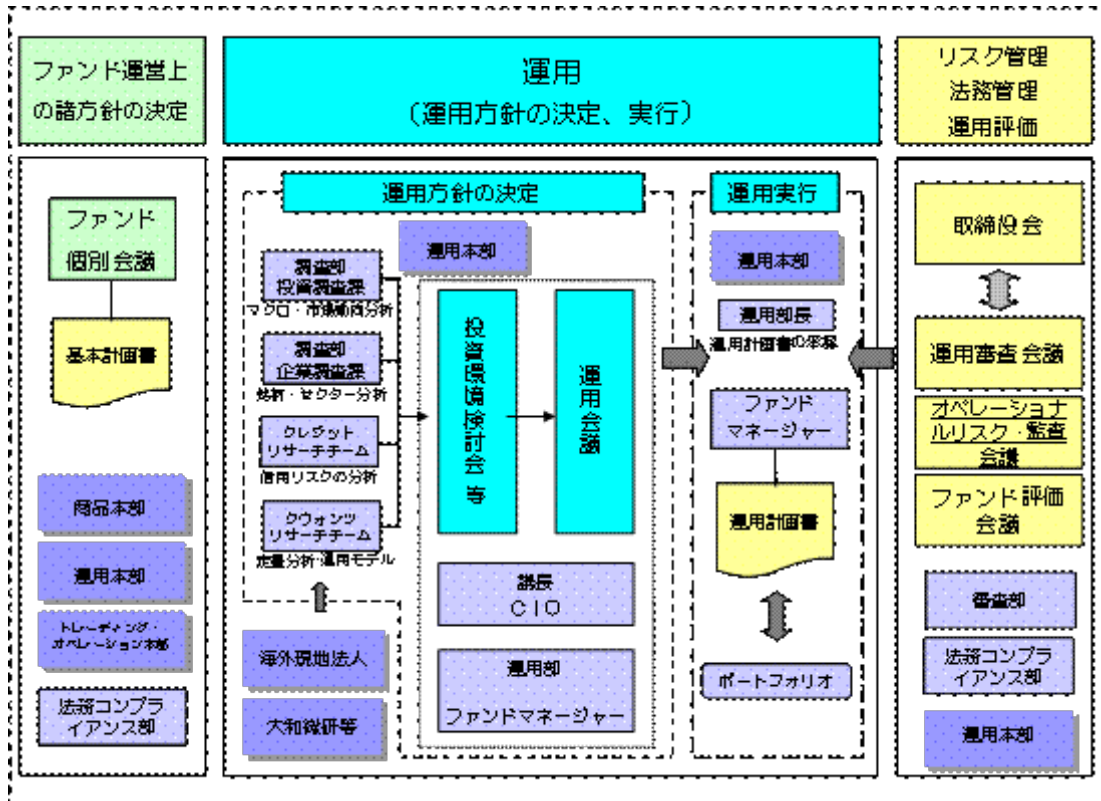 ファンド運営上
の諸方針の決定
運用
（運用方針の決定、実行）
リスク管理
法務管理
運用評価
ファンド
個別会議
基本計画書
商品本部
運用本部
トレーディング・
オペレーション本部
法務コンプラ
イアンス部
運用方針の決定
運用本部
調査部
投資調査課
マクロ・市場動向分析
調査部
企業調査課
銘柄・セクター分析
クレジット
リサーチチーム
信用リスクの分析
クウォンツ
リサーチチーム
定量分析・運用モデル
海外現地法人
大和総研等
投資環境検討会 等
運用会議
議長
ＣＩＯ
運用部
ファンドマネージャー
運用実行
運用本部
運用部長
運用計画書の承認
ファンド
マネージャー
運用計画書
ポートフォリオ
取締役会
運用審査会議
オペレーショナ
ルリスク・監査
会議
ファンド評価
会議
審査部
法務コンプラ
イアンス部
運用本部